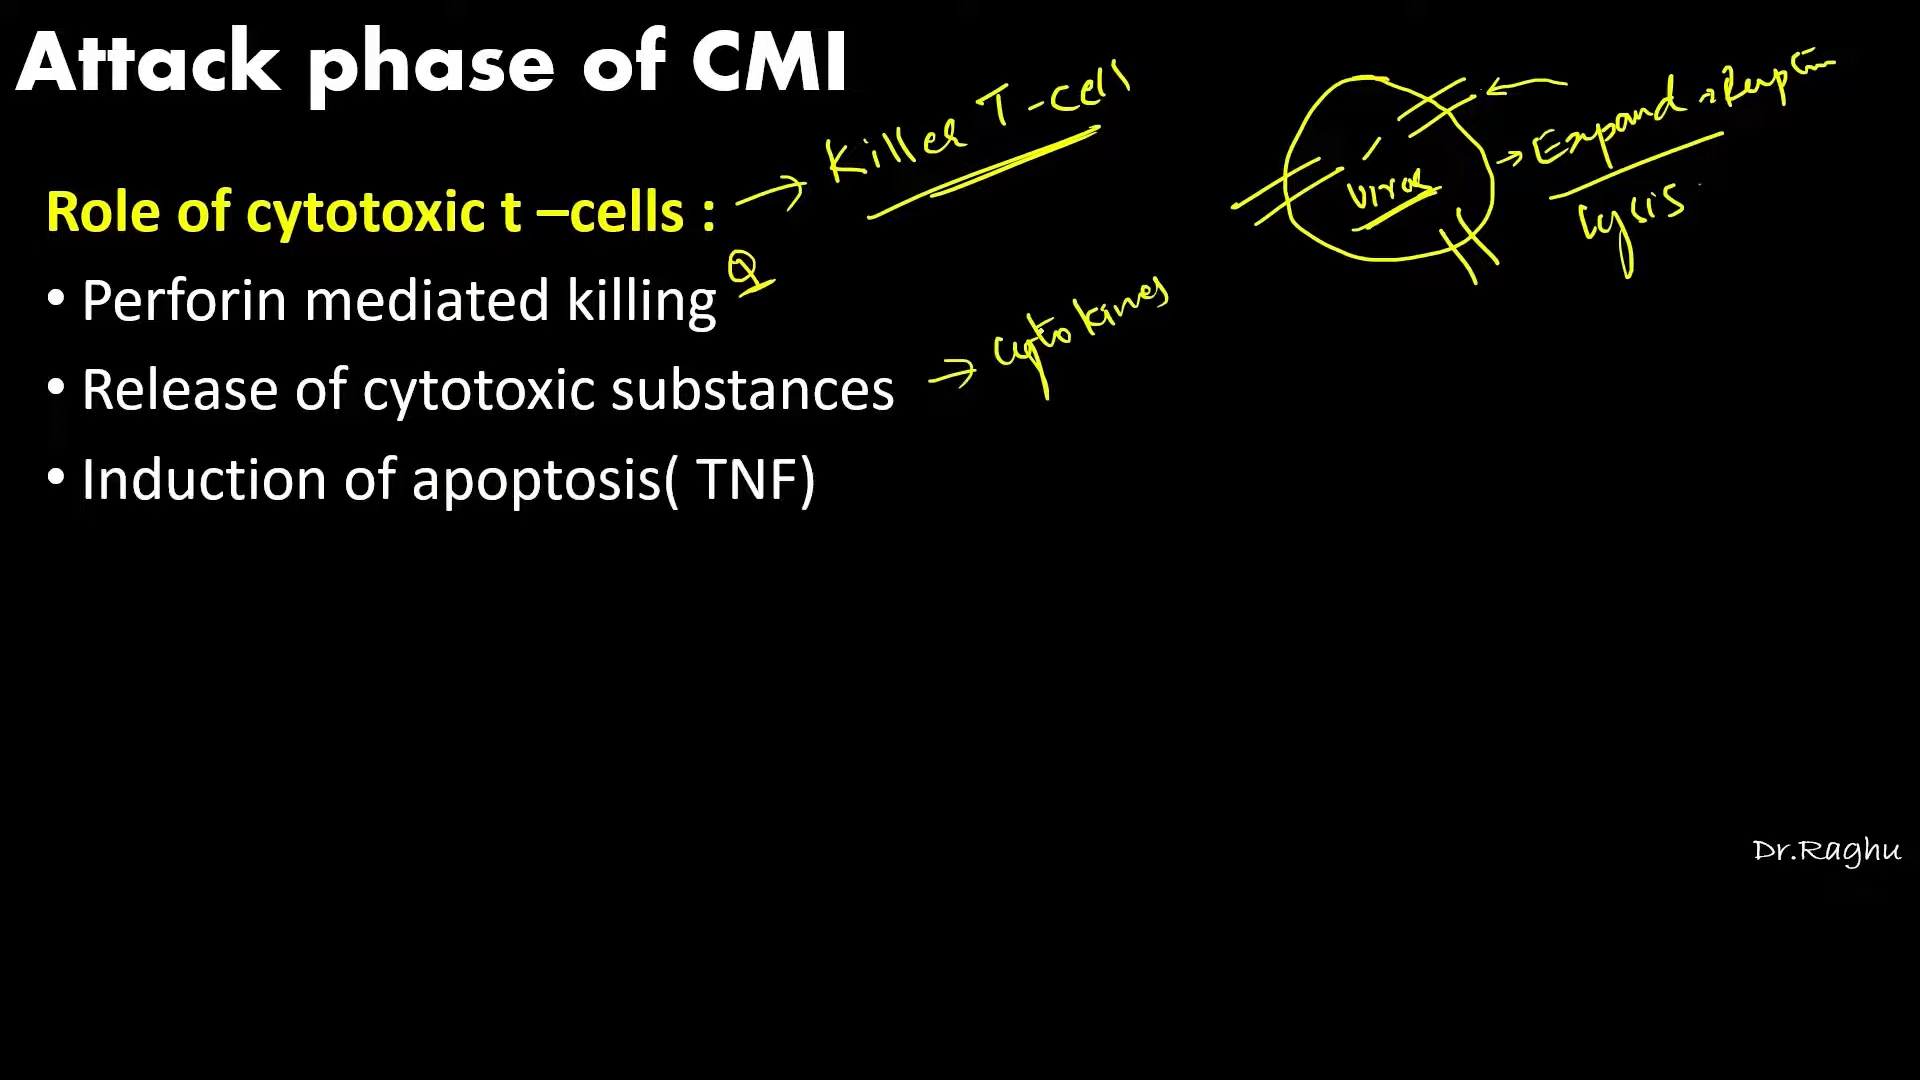 Attack phase of CMI
Role of cytotoxic t –cells :
→ Killer T-cell
• Perforin mediated killing
• Release of cytotoxic substances
→ Cytokines
• Induction of apoptosis( TNF)
Virus
→ Expand →
Lysis
Dr.Raghu